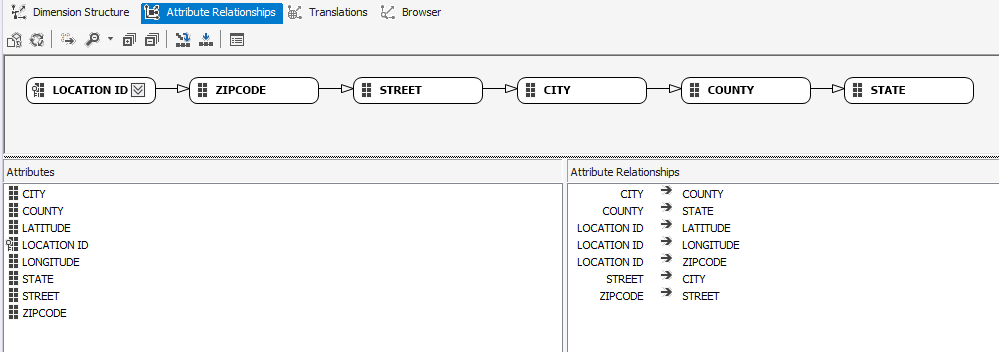 Dimension Structure Attribute Relationships Translations Browser
LOCATION ID ZIPCODE STREET CITY COUNTY STATE
Attributes
CITY
COUNTY
LATITUDE
LOCATION ID
LONGITUDE
STATE
STREET
ZIPCODE
Attribute Relationships
CITY COUNTY
COUNTY STATE
LOCATION ID LATITUDE
LOCATION ID LONGITUDE
LOCATION ID ZIPCODE
STREET CITY
ZIPCODE STREET